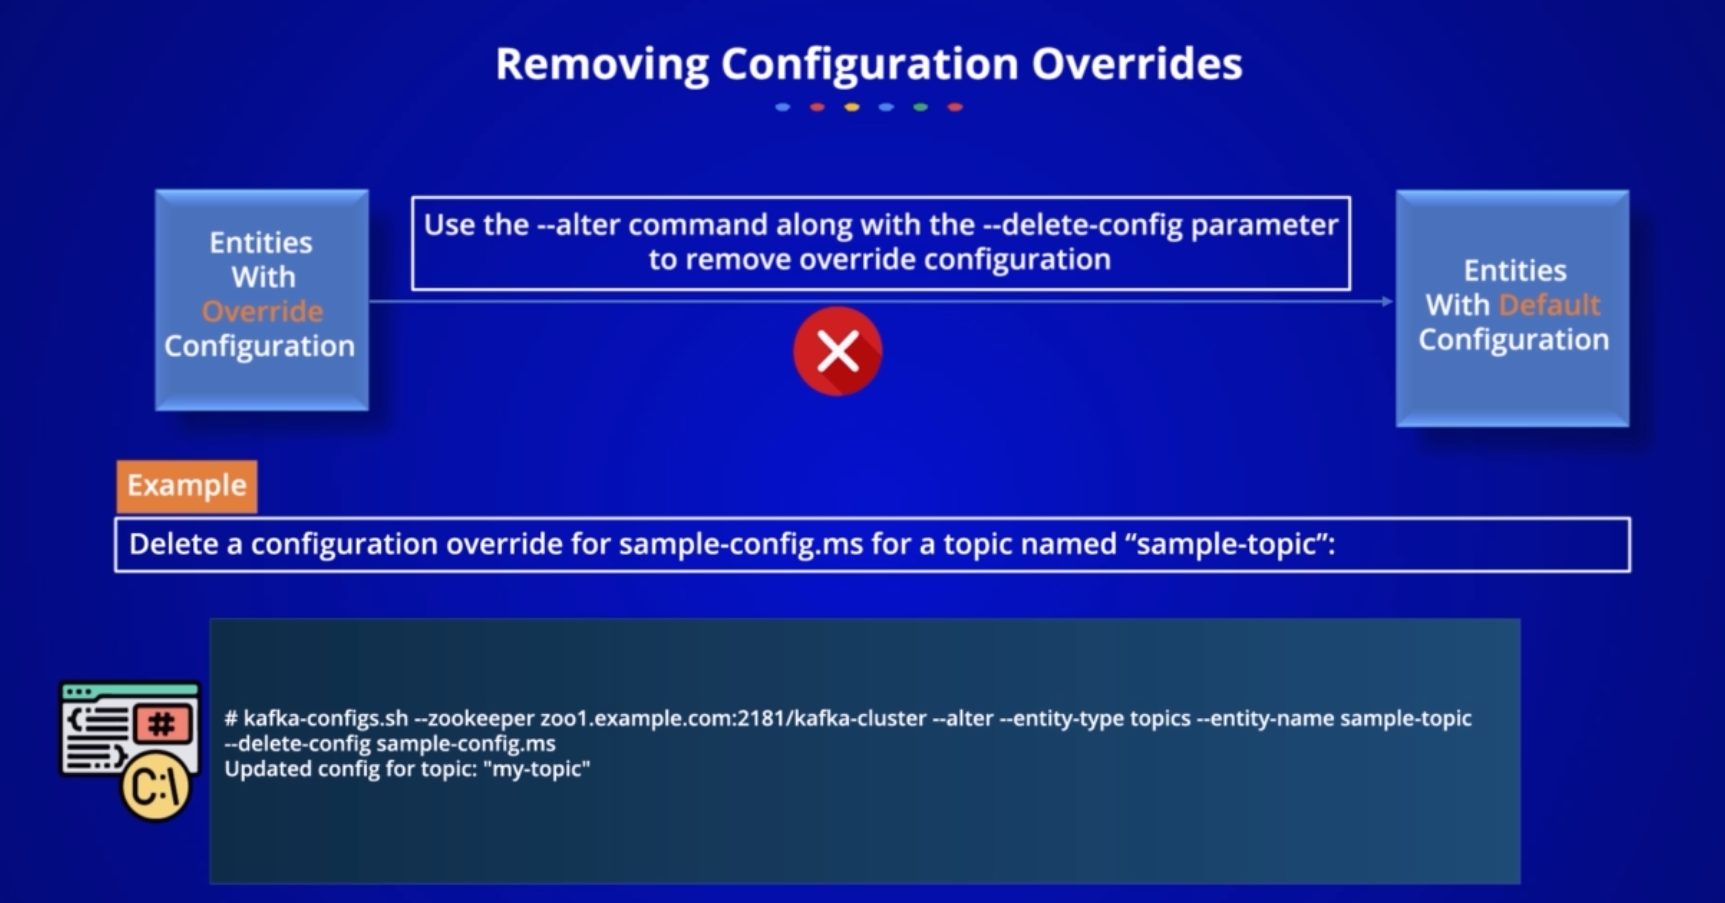 Removing Configuration Overrides
Entities
With
Override
Configuration
Use the --alter command along with the --delete-config parameter
to remove override configuration
Entities
With Default
Configuration
Example
Delete a configuration override for sample-config.ms for a topic named “sample-topic”:
#
C:\
# kafka-configs.sh --zookeeper zoo1.example.com:2181/kafka-cluster --alter --entity-type topics --entity-name sample-topic
--delete-config sample-config.ms
Updated config for topic: "my-topic"